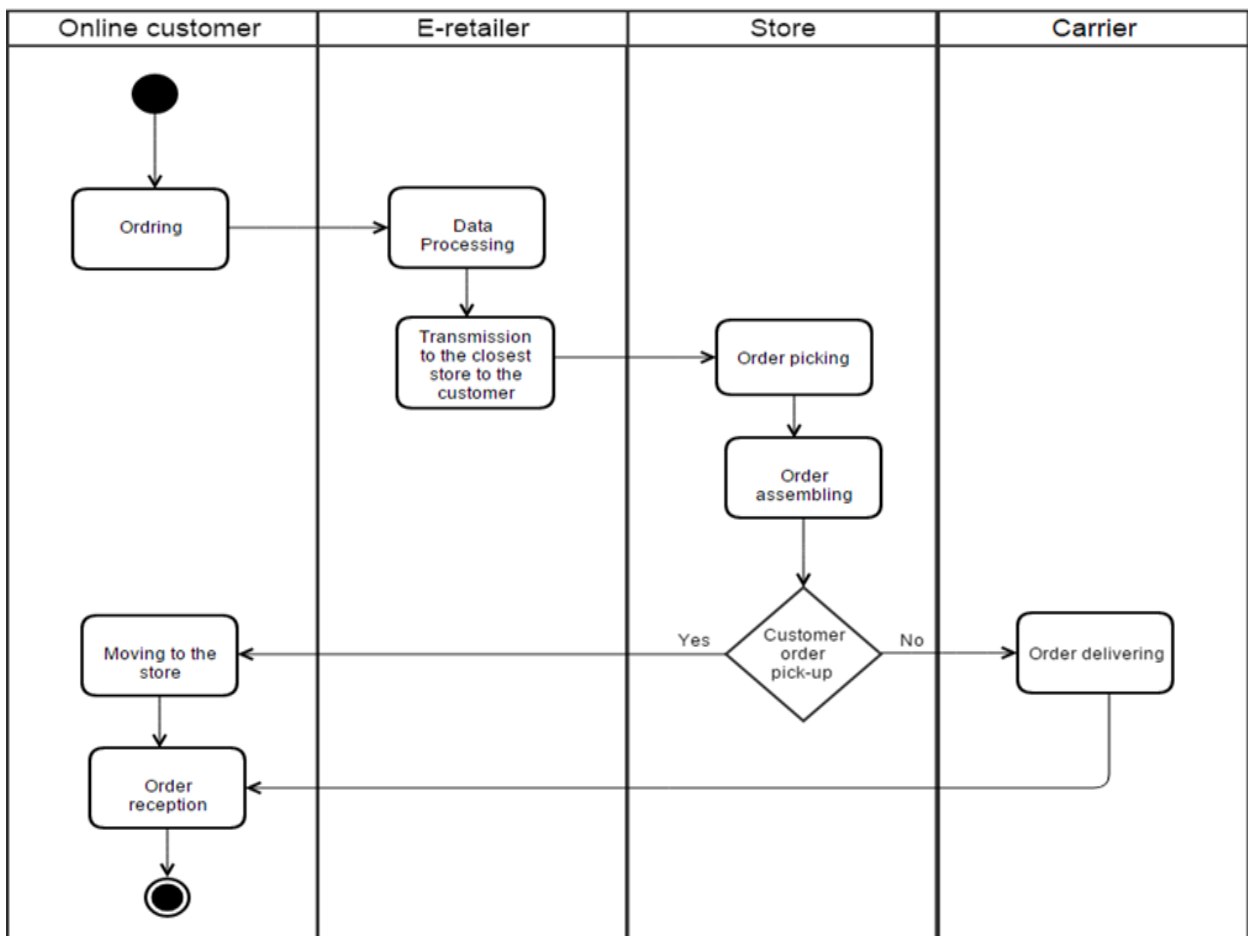 Online customer
E-retailer
Store
Carrier
Ordring
Data
Processing
Transmission
to the closest
store to the
customer
Order picking
Order
assembling
Customer
order
pick-up
Yes
No
Moving to the
store
Order delivering
Order
reception